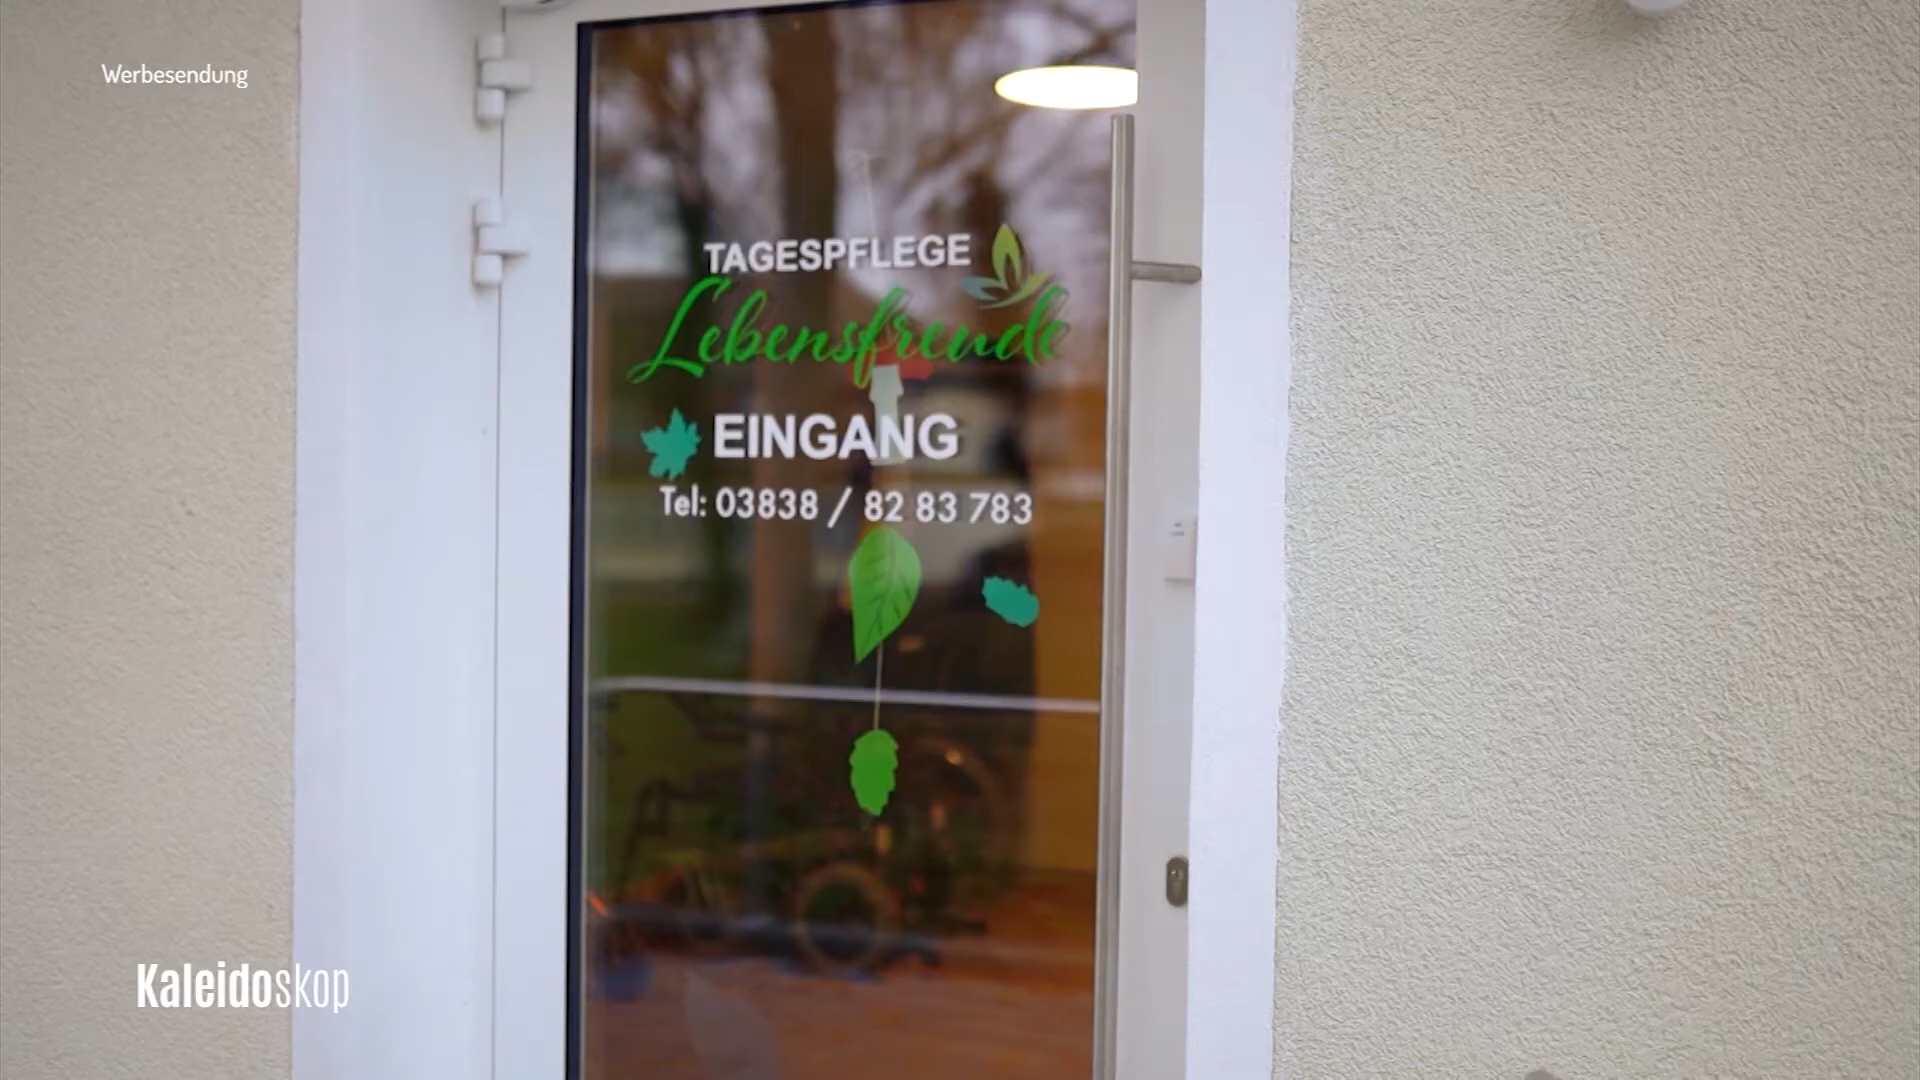 Werbesendung
TAGESPFLEGE
Lebensfreude
EINGANG
Tel: 03838 / 82 83 783
Kaleidoskop